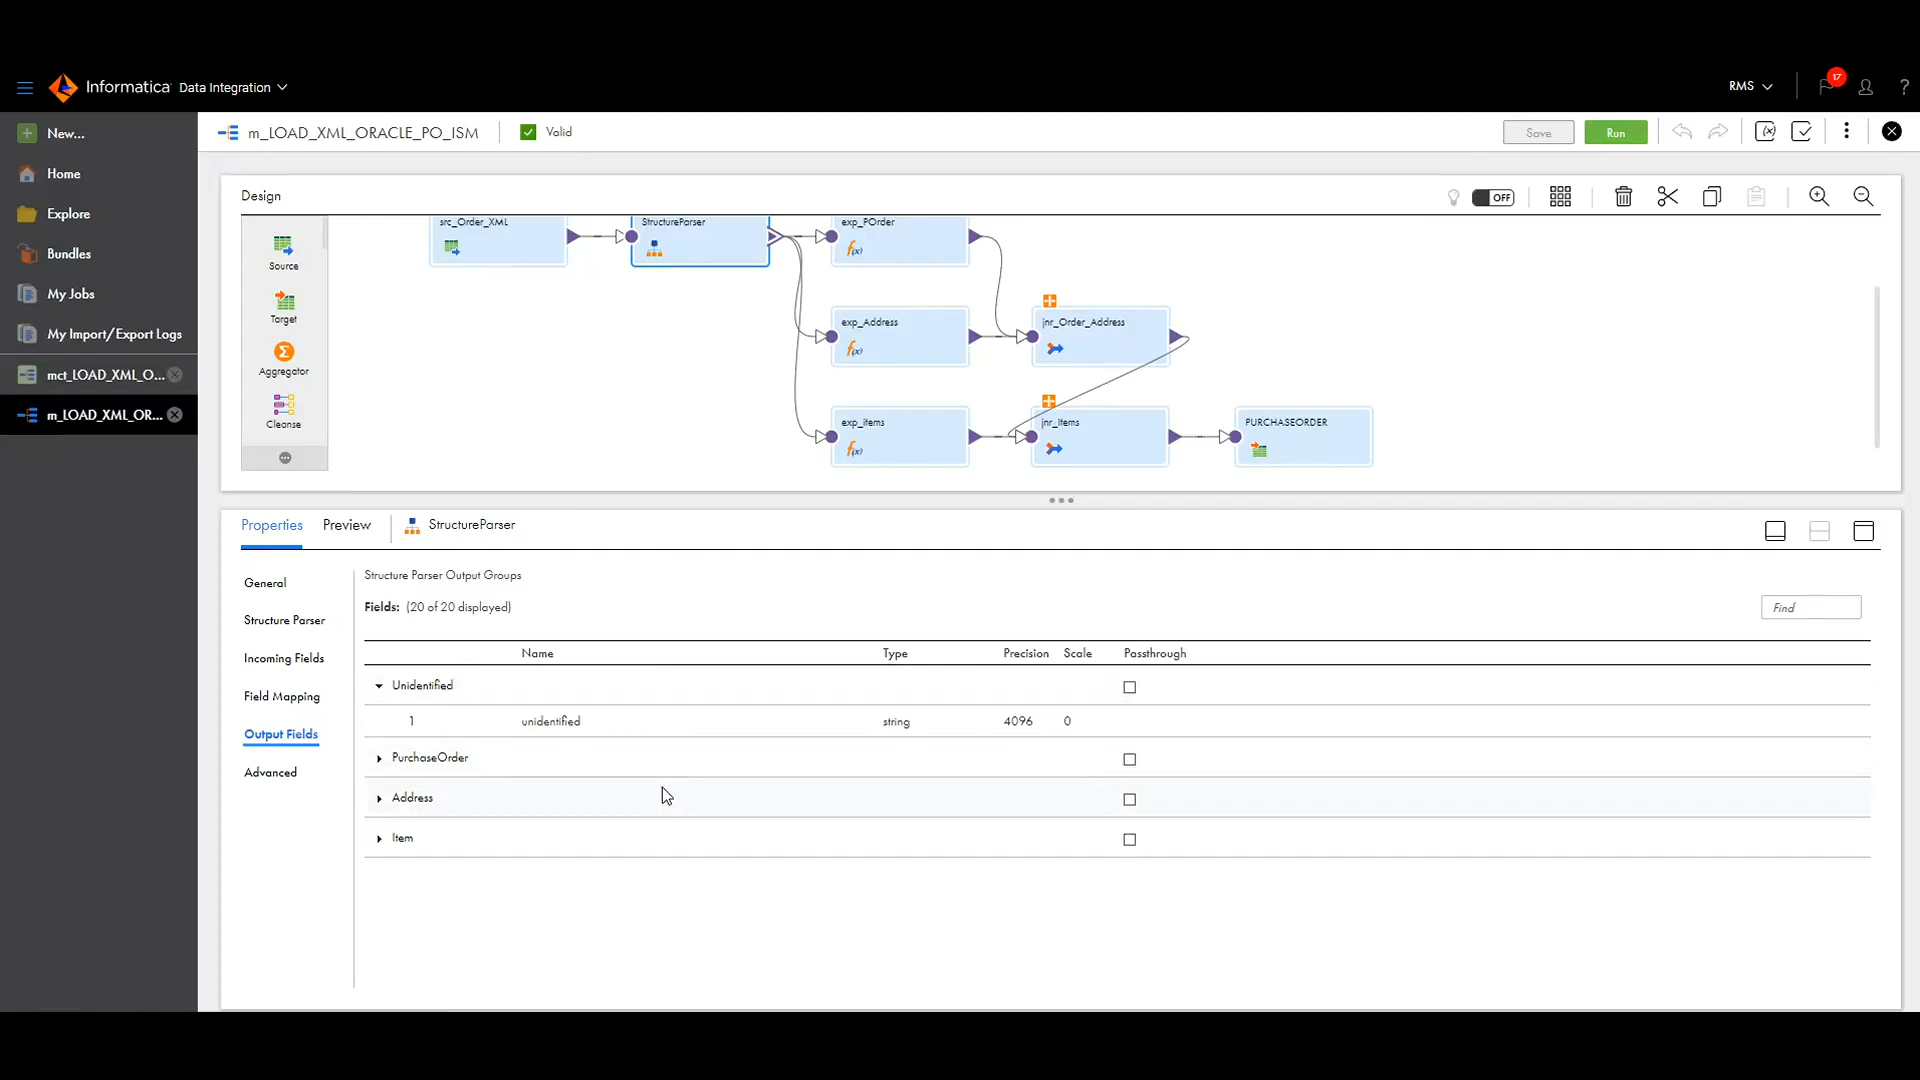 Informatica Data Integration
RMS
17
?
New...
Home
Explore
Bundles
My Jobs
My Import/Export Logs
mct_LOAD_XML_O...
m_LOAD_XML_OR...
m_LOAD_XML_ORACLE_PO_ISM
Valid
Save
Run
Design
OFF
Source
Target
Aggregator
Cleanse
src_Order_XML
StructureParser
exp_POrder
exp_Address
jnr_Order_Address
exp_items
jnr_Items
PURCHASEORDER
Properties
Preview
StructureParser
General
Structure Parser
Incoming Fields
Field Mapping
Output Fields
Advanced
Structure Parser Output Groups
Fields: (20 of 20 displayed)
Find
Name Type Precision Scale Passthrough
Unidentified
1 unidentified string 4096 0
PurchaseOrder
Address
Item